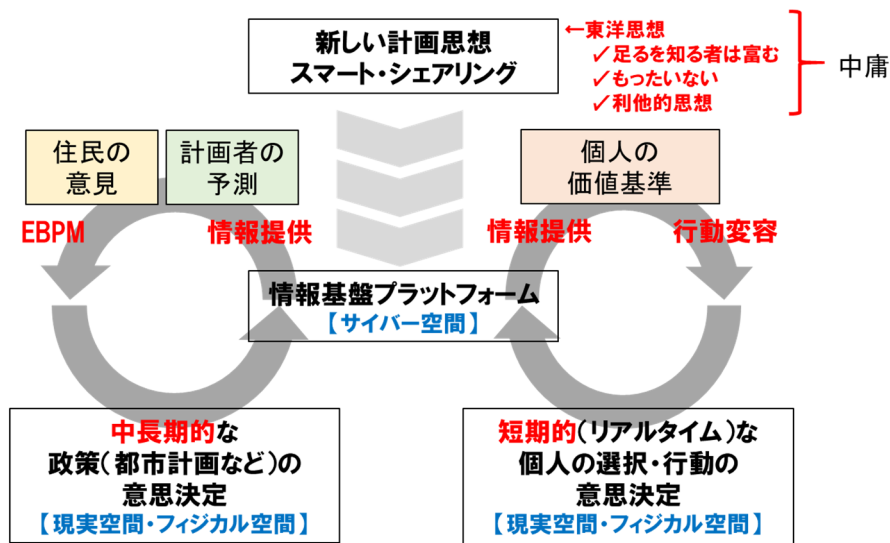 新しい計画思想
スマート・シェアリング
←東洋思想
✓足るを知る者は富む
✓もったいない
✓利他的思想
中庸
住民の
意見
計画者の
予測
個人の
価値基準
EBPM
情報提供
情報提供
行動変容
情報基盤プラットフォーム
【サイバー空間】
中長期的な
政策(都市計画など)の
意思決定
【現実空間・フィジカル空間】
短期的(リアルタイム)な
個人の選択・行動の
意思決定
【現実空間・フィジカル空間】